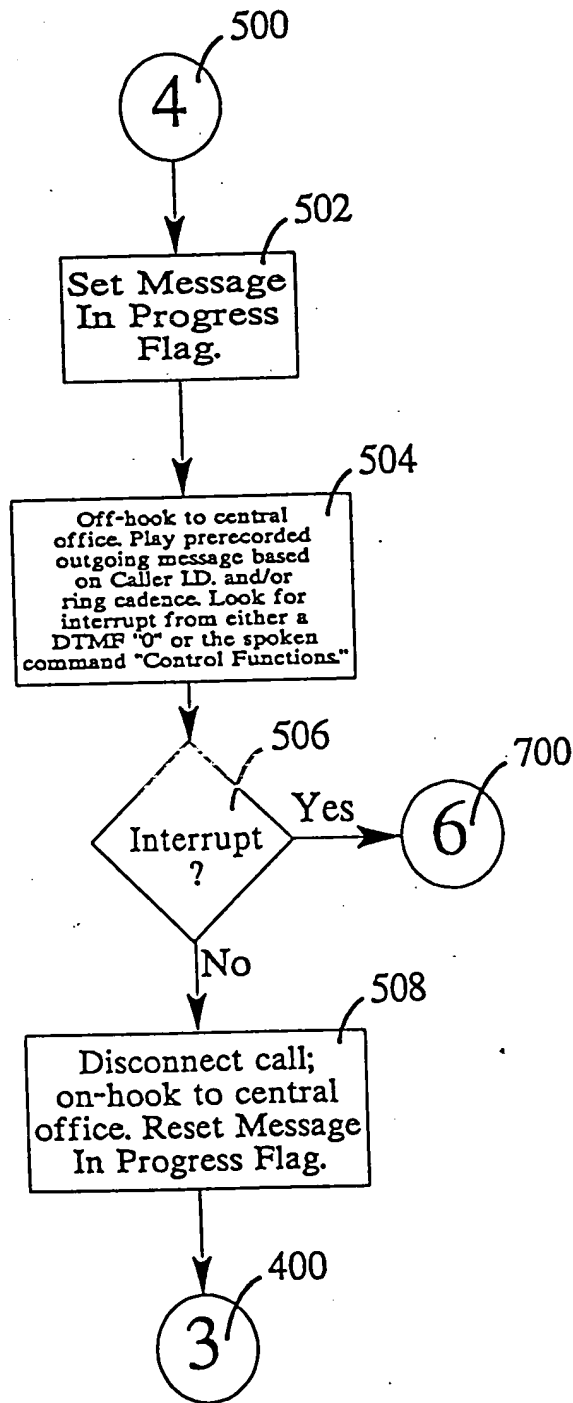 500
4
502
Set Message
In Progress
Flag.
504
Off-hook to central
office. Play prerecorded
outgoing message based
on Caller I.D. and/or
ring cadence. Look for
interrupt from either a
DTMF "0" or the spoken
command "Control Functions."
506
Interrupt
?
Yes
700
6
No
508
Disconnect call;
on-hook to central
office. Reset Message
In Progress Flag.
400
3